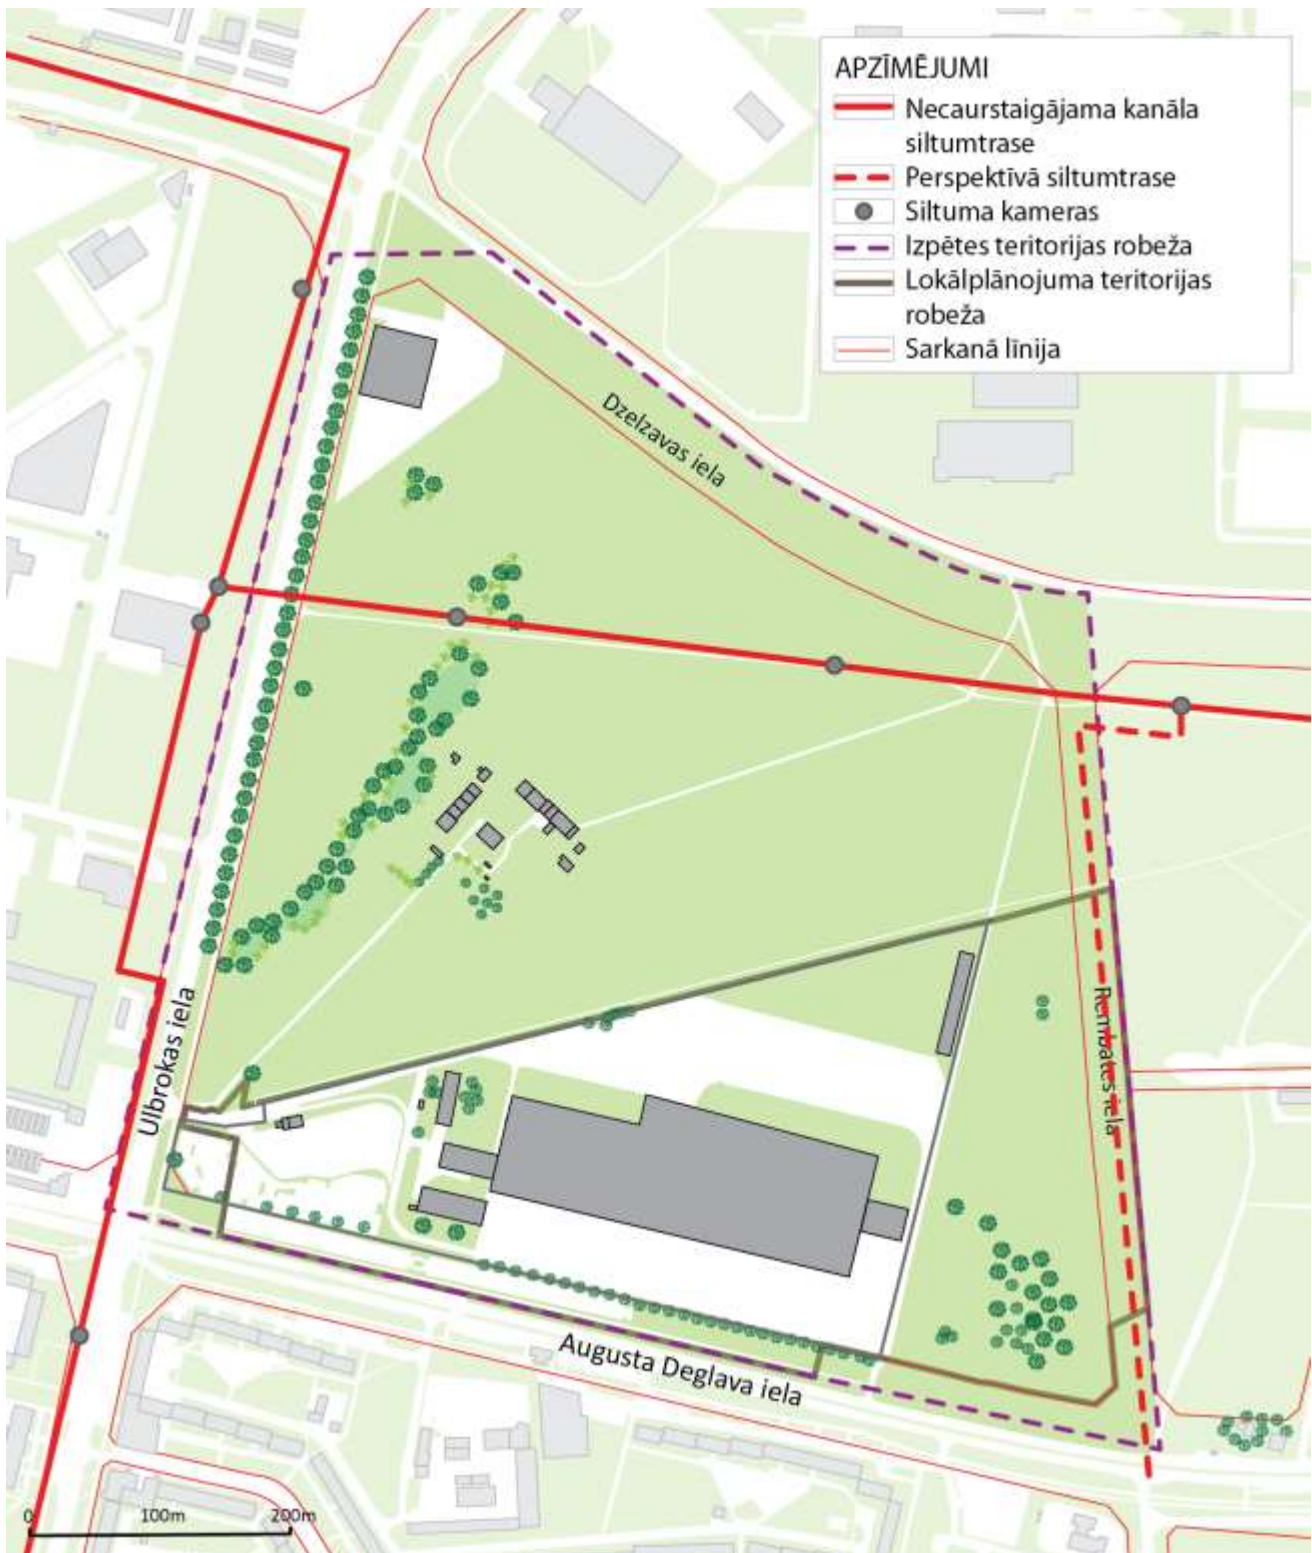 APZĪMĒJUMI
Necaurstaigājama kanāla
siltumtrase
Perspektīvā siltumtrase
Siltuma kameras
Izpētes teritorijas robeža
Lokālplānojuma teritorijas
robeža
Sarkanā līnija
Dzelzavas iela
Ulbrokas iela
Rembates iela
Augusta Deglava iela
0 100m 200m